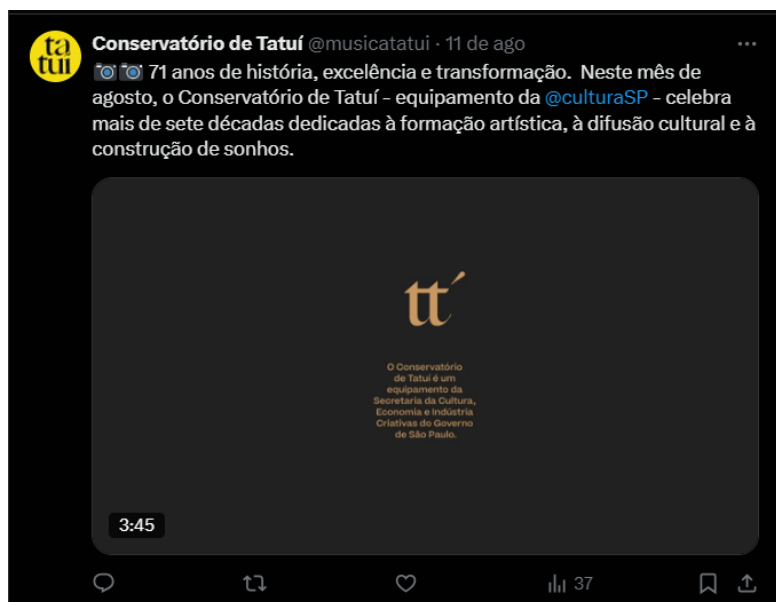 ta
tuí
Conservatório de Tatuí @musicatatui · 11 de ago
📷📷 71 anos de história, excelência e transformação. Neste mês de
agosto, o Conservatório de Tatuí - equipamento da @culturaSP - celebra
mais de sete décadas dedicadas à formação artística, à difusão cultural e à
construção de sonhos.
tt´
O Conservatório
de Tatuí é um
equipamento da
Secretaria da Cultura,
Economia e Indústria
Criativas do Governo
de São Paulo.
3:45
37